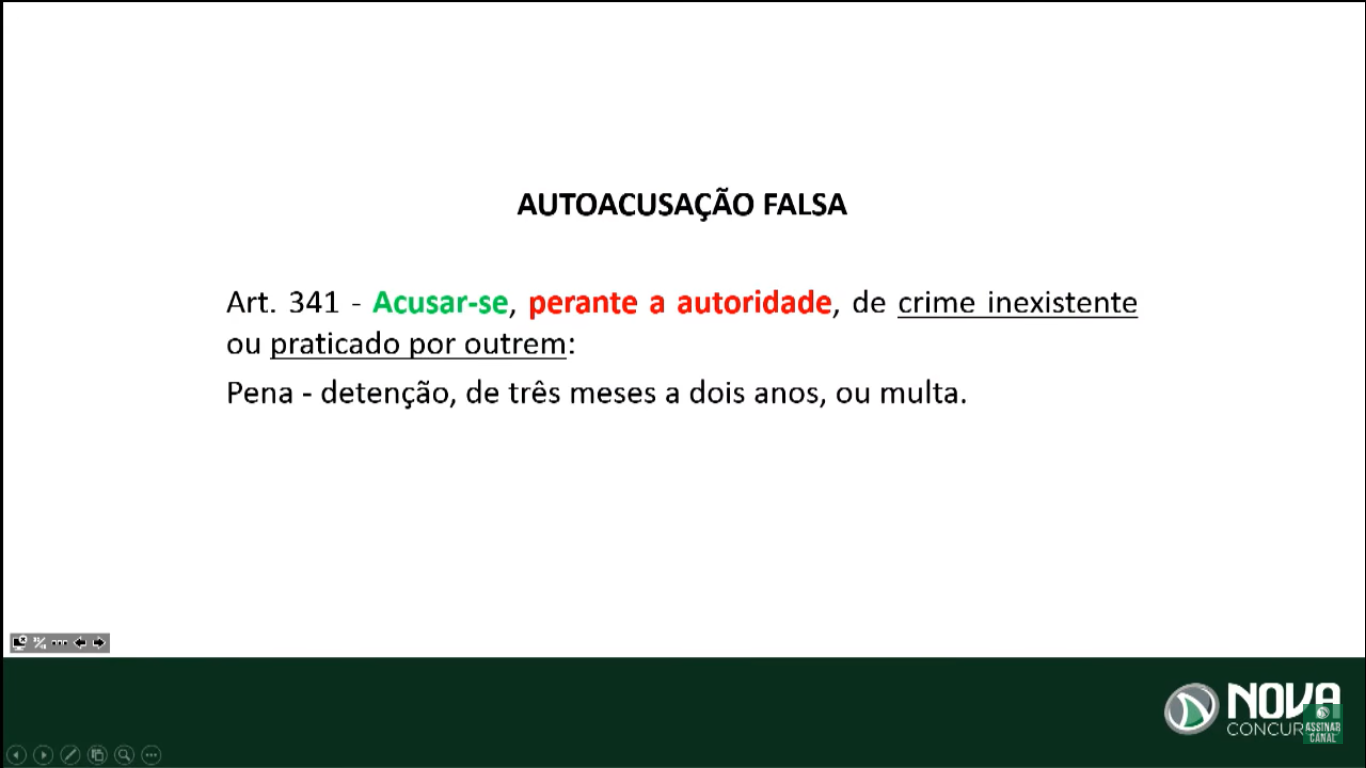 AUTOACUSAÇÃO FALSA
Art. 341 - Acusar-se, perante a autoridade, de crime inexistente
ou praticado por outrem:
Pena - detenção, de três meses a dois anos, ou multa.
NOVA
CONCUR
ASSINAR
CANAL